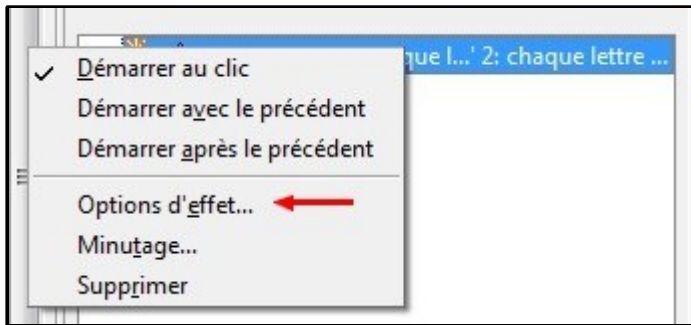 que l...' 2: chaque lettre ...
Démarrer au clic
Démarrer avec le précédent
Démarrer après le précédent
Options d'effet...
Minutage...
Supprimer